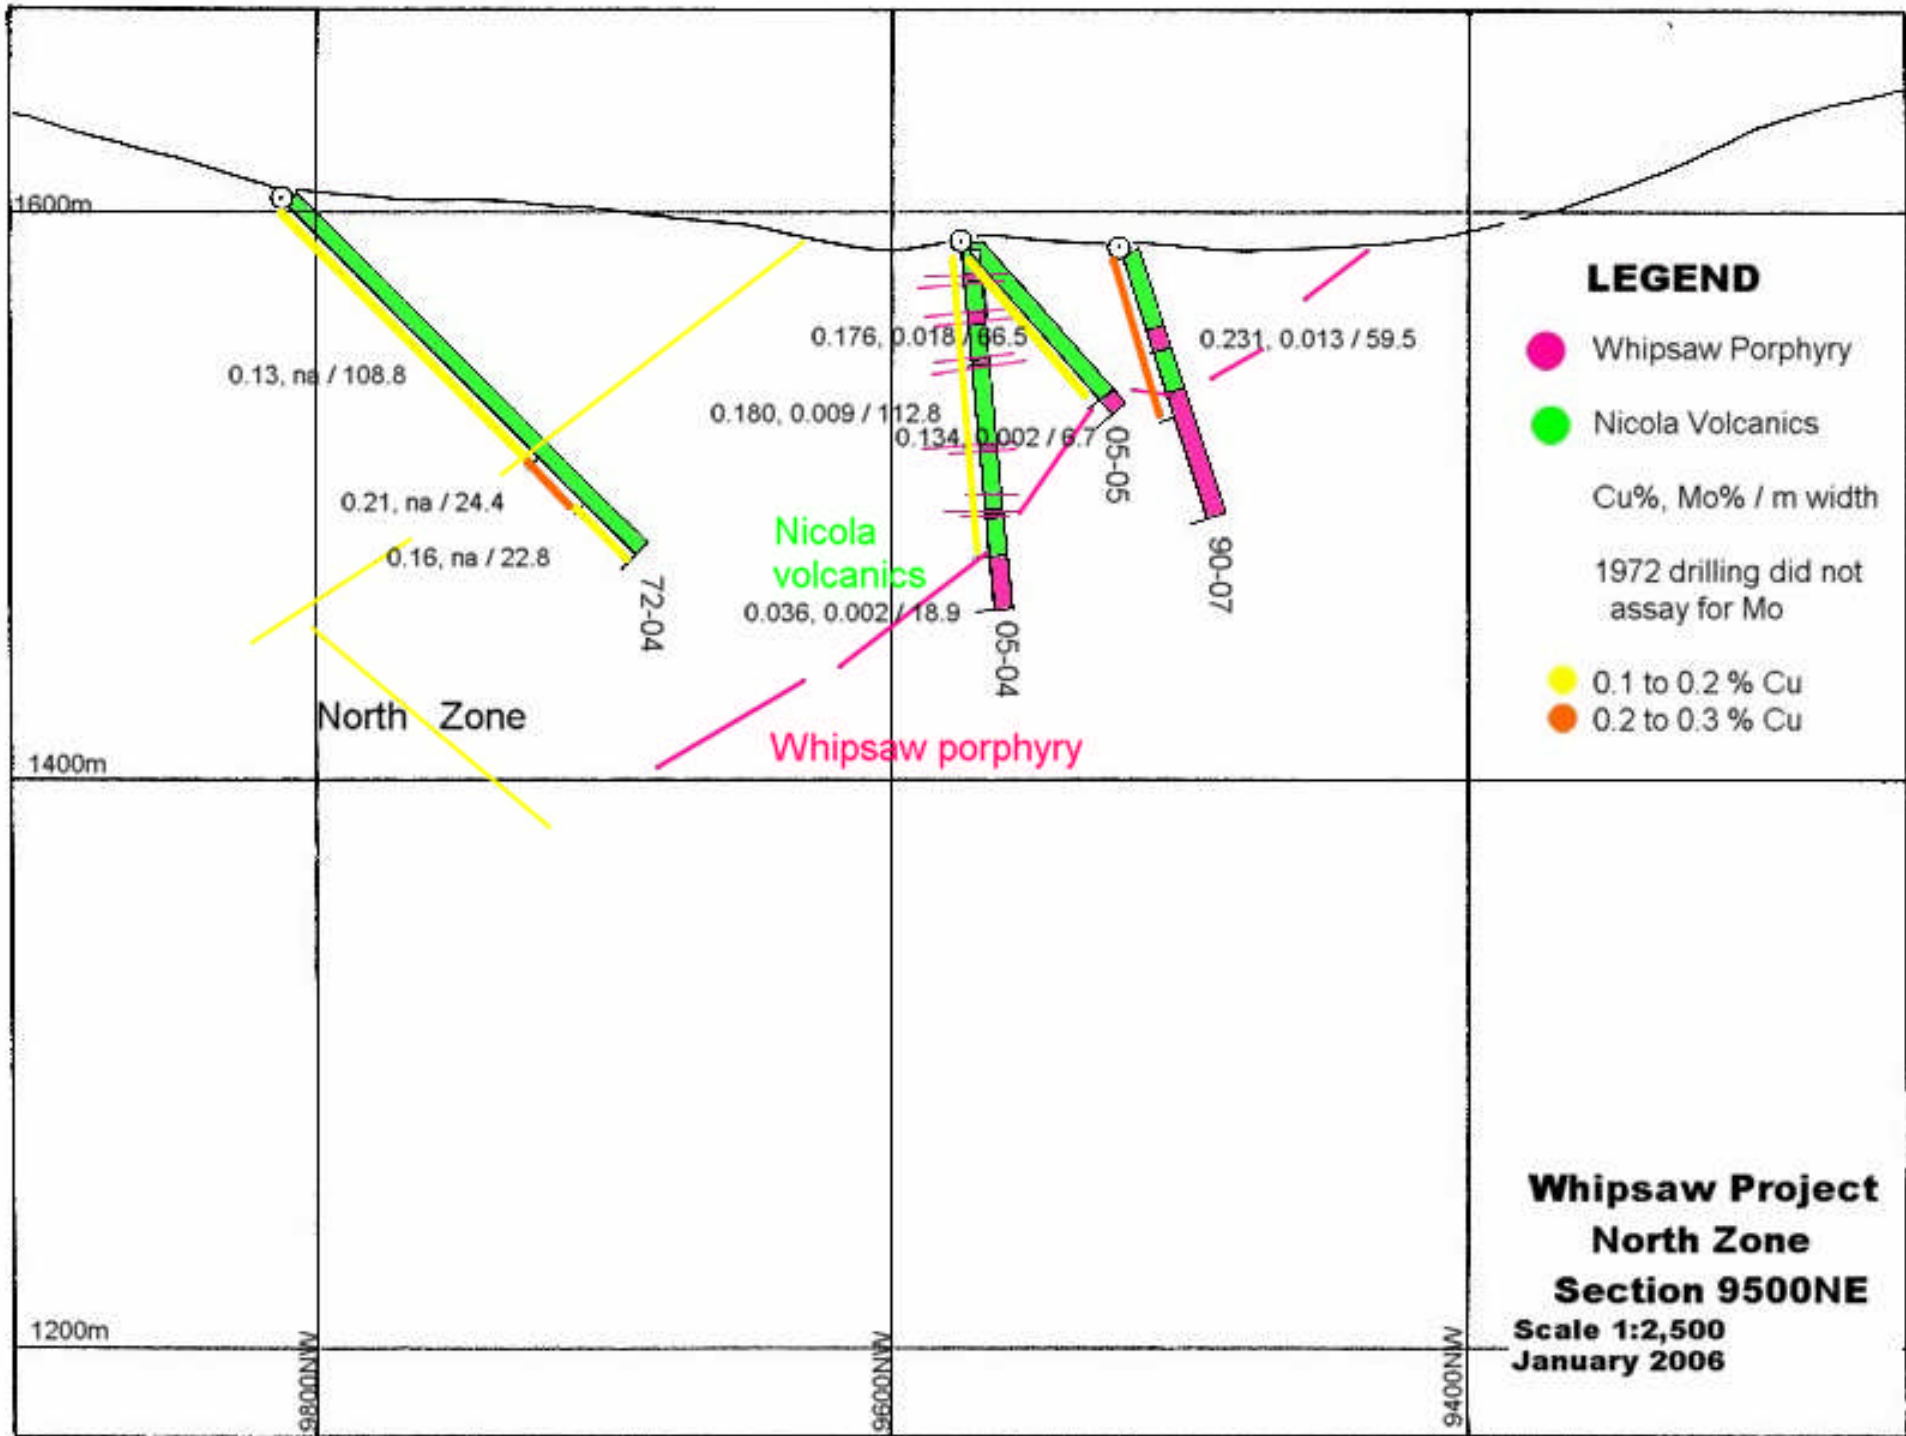 1600m
0.13, na / 108.8
0.176, 0.018 / 66.5
0.231, 0.013 / 59.5
0.180, 0.009 / 112.8
0.134, 0.002 / 6.7
05-05
0.21, na / 24.4
0.16, na / 22.8
72-04
Nicola
volcanics
0.036, 0.002 / 18.9
05-04
90-07
North Zone
Whipsaw porphyry
1400m
1200m
9800NW
9600NW
9400NW
LEGEND
Whipsaw Porphyry
Nicola Volcanics
Cu%, Mo% / m width
1972 drilling did not
assay for Mo
0.1 to 0.2 % Cu
0.2 to 0.3 % Cu
Whipsaw Project
North Zone
Section 9500NE
Scale 1:2,500
January 2006